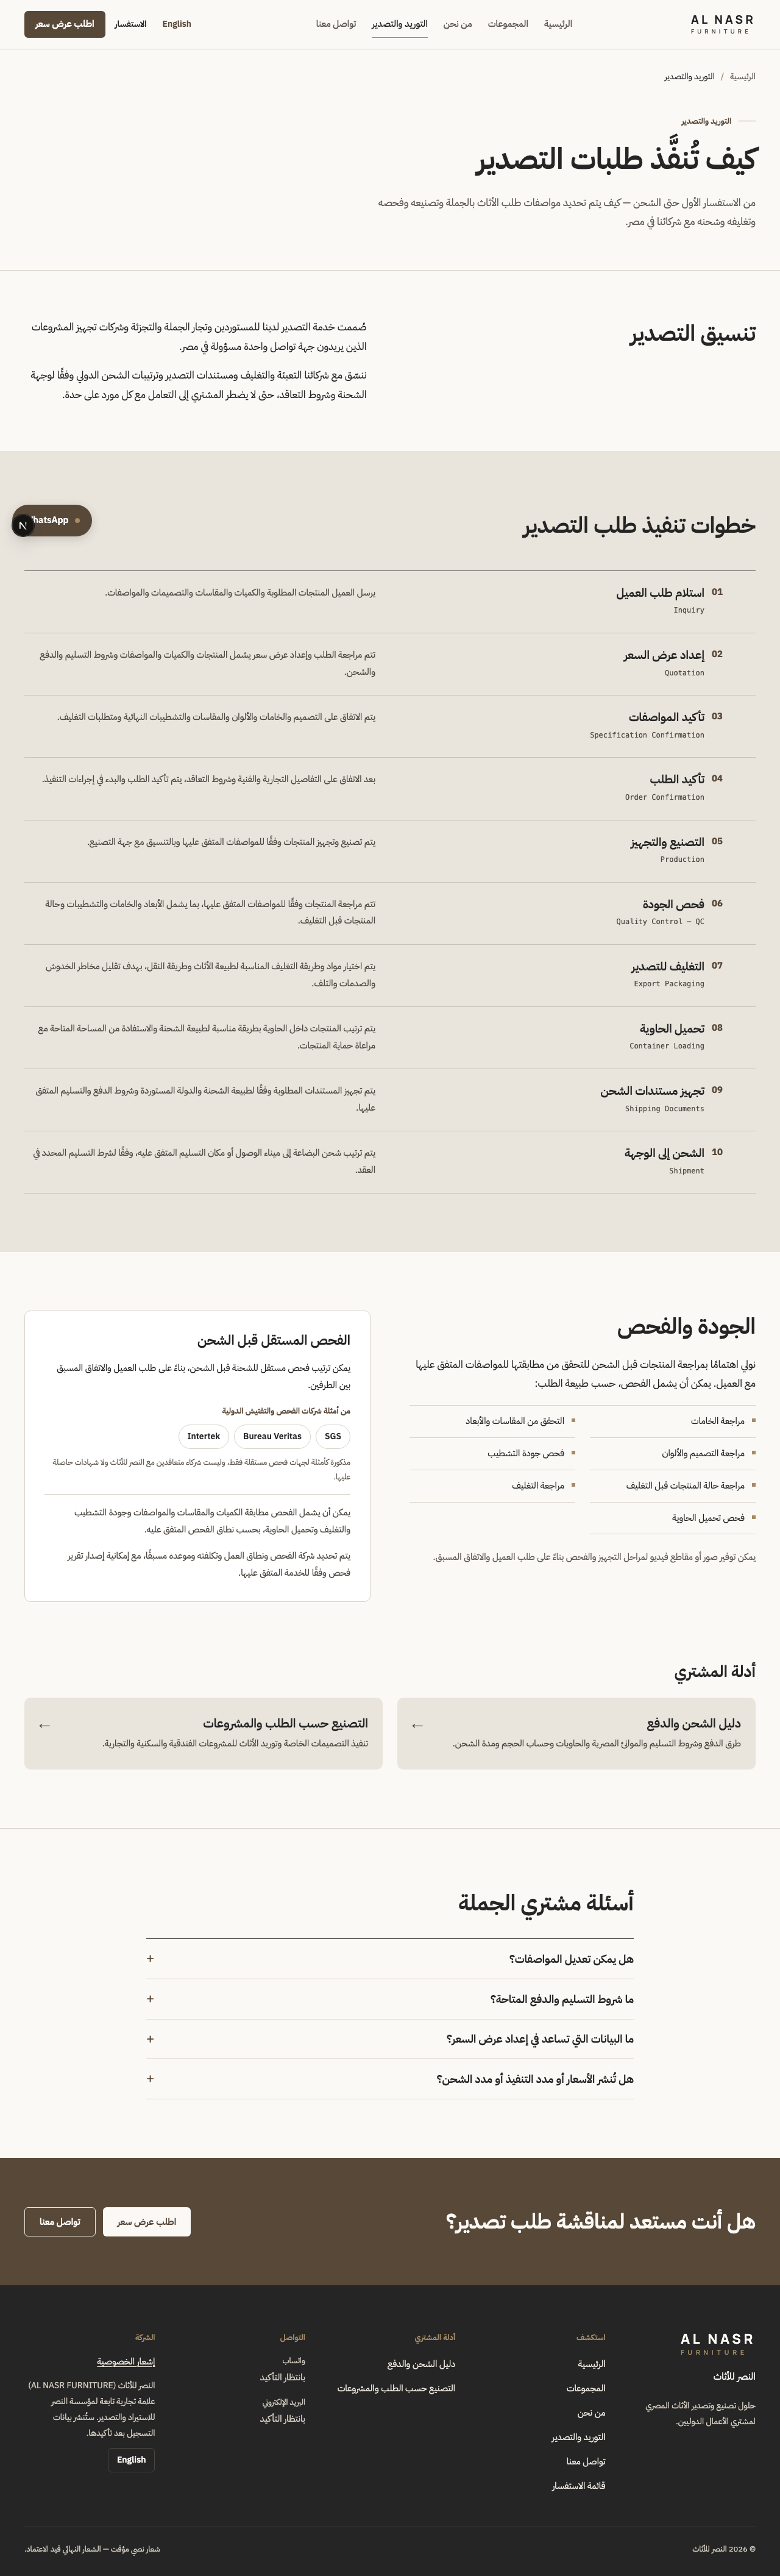 AL NASR
FURNITURE
الرئيسية
المجموعات
من نحن
التوريد والتصدير
تواصل معنا
English
الاستفسار
اطلب عرض سعر
الرئيسية / التوريد والتصدير
التوريد والتصدير
كيف تُنفَّذ طلبات التصدير
من الاستفسار الأول حتى الشحن — كيف يتم تحديد مواصفات طلب الأثاث بالجملة وتصنيعه وفحصه
وتغليفه وشحنه مع شركائنا في مصر.
تنسيق التصدير
صُممت خدمة التصدير لدينا للمستوردين وتجار الجملة والتجزئة وشركات تجهيز المشروعات
الذين يريدون جهة تواصل واحدة مسؤولة في مصر.
ننسّق مع شركائنا التعبئة والتغليف ومستندات التصدير وترتيبات الشحن الدولي وفقًا لوجهة
الشحنة وشروط التعاقد، حتى لا يضطر المشتري إلى التعامل مع كل مورد على حدة.
خطوات تنفيذ طلب التصدير
N
01
استلام طلب العميل
Inquiry
يرسل العميل المنتجات المطلوبة والكميات والمقاسات والتصميمات والمواصفات.
02
إعداد عرض السعر
Quotation
تتم مراجعة الطلب وإعداد عرض سعر يشمل المنتجات والكميات والمواصفات وشروط التسليم والدفع
والشحن.
03
تأكيد المواصفات
Specification Confirmation
يتم الاتفاق على التصميم والخامات والألوان والمقاسات والتشطيبات النهائية ومتطلبات التغليف.
04
تأكيد الطلب
Order Confirmation
بعد الاتفاق على التفاصيل التجارية والفنية وشروط التعاقد، يتم تأكيد الطلب والبدء في إجراءات التنفيذ.
05
التصنيع والتجهيز
Production
يتم تصنيع وتجهيز المنتجات وفقًا للمواصفات المتفق عليها وبالتنسيق مع جهة التصنيع.
06
فحص الجودة
Quality Control — QC
تتم مراجعة المنتجات وفقًا للمواصفات المتفق عليها، بما يشمل الأبعاد والخامات والتشطيبات وحالة
المنتجات قبل التغليف.
07
التغليف للتصدير
Export Packaging
يتم اختيار مواد وطريقة التغليف المناسبة لطبيعة الأثاث وطريقة النقل، بهدف تقليل مخاطر الخدوش
والصدمات والتلف.
08
تحميل الحاوية
Container Loading
يتم ترتيب المنتجات داخل الحاوية بطريقة مناسبة لطبيعة الشحنة والاستفادة من المساحة المتاحة مع
مراعاة حماية المنتجات.
09
تجهيز مستندات الشحن
Shipping Documents
يتم تجهيز المستندات المطلوبة وفقًا لطبيعة الشحنة والدولة المستوردة وشروط الدفع والتسليم المتفق
عليها.
10
الشحن إلى الوجهة
Shipment
يتم ترتيب شحن البضاعة إلى ميناء الوصول أو مكان التسليم المتفق عليه، وفقًا لشرط التسليم المحدد في
العقد.
الجودة والفحص
نولي اهتمامًا بمراجعة المنتجات قبل الشحن للتحقق من مطابقتها للمواصفات المتفق عليها
مع العميل. يمكن أن يشمل الفحص، حسب طبيعة الطلب:
مراجعة الخامات
التحقق من المقاسات والأبعاد
مراجعة التصميم والألوان
فحص جودة التشطيب
مراجعة حالة المنتجات قبل التغليف
مراجعة التغليف
فحص تحميل الحاوية
يمكن توفير صور أو مقاطع فيديو لمراحل التجهيز والفحص بناءً على طلب العميل والاتفاق المسبق.
الفحص المستقل قبل الشحن
يمكن ترتيب فحص مستقل للشحنة قبل الشحن، بناءً على طلب العميل والاتفاق المسبق
بين الطرفين.
من أمثلة شركات الفحص والتفتيش الدولية
SGS
Bureau Veritas
Intertek
مذكورة كأمثلة لجهات فحص مستقلة فقط، وليست شركاء متعاقدين مع النصر للأثاث ولا شهادات حاصلة
عليها.
يمكن أن يشمل الفحص مطابقة الكميات والمقاسات والمواصفات وجودة التشطيب
والتغليف وتحميل الحاوية، بحسب نطاق الفحص المتفق عليه.
يتم تحديد شركة الفحص ونطاق العمل وتكلفته وموعده مسبقًا، مع إمكانية إصدار تقرير
فحص وفقًا للخدمة المتفق عليها.
أدلة المشتري
دليل الشحن والدفع
طرق الدفع وشروط التسليم والموانئ المصرية والحاويات وحساب الحجم ومدة الشحن.
←
التصنيع حسب الطلب والمشروعات
تنفيذ التصميمات الخاصة وتوريد الأثاث للمشروعات الفندقية والسكنية والتجارية.
←
أسئلة مشتري الجملة
هل يمكن تعديل المواصفات؟ +
ما شروط التسليم والدفع المتاحة؟ +
ما البيانات التي تساعد في إعداد عرض السعر؟ +
هل تُنشر الأسعار أو مدد التنفيذ أو مدد الشحن؟ +
هل أنت مستعد لمناقشة طلب تصدير؟
اطلب عرض سعر
تواصل معنا
AL NASR
FURNITURE
النصر للأثاث
حلول تصنيع وتصدير الأثاث المصري
لمشتري الأعمال الدوليين.
استكشف
الرئيسية
المجموعات
من نحن
التوريد والتصدير
تواصل معنا
قائمة الاستفسار
أدلة المشتري
دليل الشحن والدفع
التصنيع حسب الطلب والمشروعات
التواصل
واتساب
بانتظار التأكيد
البريد الإلكتروني
بانتظار التأكيد
الشركة
إشعار الخصوصية
النصر للأثاث (AL NASR FURNITURE)
علامة تجارية تابعة لمؤسسة النصر
للاستيراد والتصدير. ستُنشر بيانات
التسجيل بعد تأكيدها.
English
© 2026 النصر للأثاث
شعار نصي مؤقت — الشعار النهائي قيد الاعتماد.